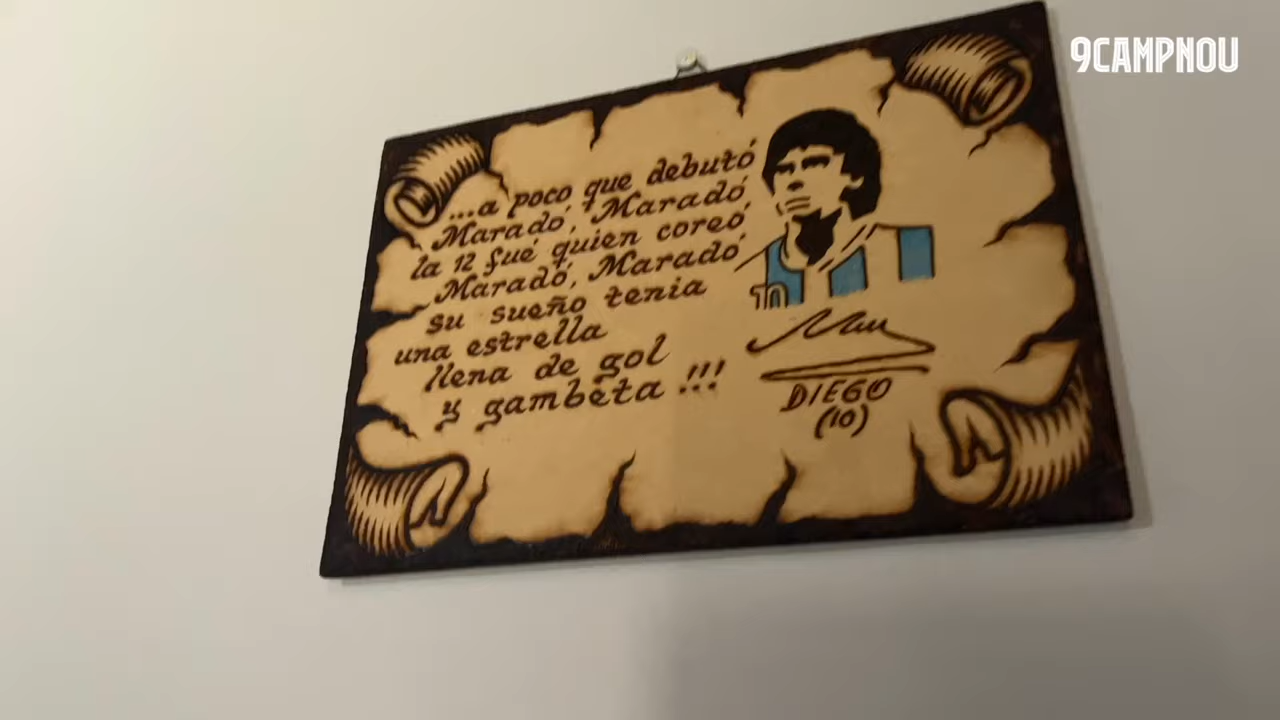 9CAMPNOU
...a poco que debutó
Maradó, Maradó,
la 12 fué quien coreó
Maradó, Maradó
su sueño tenia
una estrella
llena de gol
y gambeta !!!
10
DIEGO
(10)